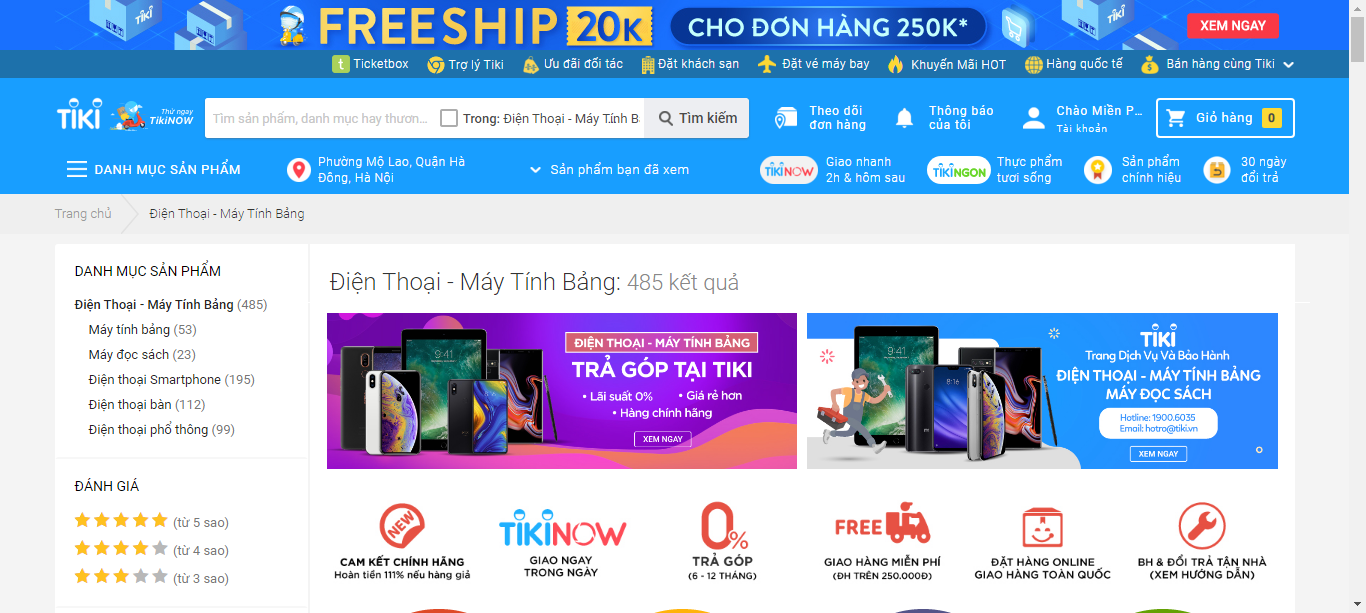 TIKI
TIKI
FREESHIP 20K CHO ĐƠN HÀNG 250K* XEM NGAY
Ticketbox Trợ lý Tiki Ưu đãi đối tác Đặt khách sạn Đặt vé máy bay Khuyến Mãi HOT Hàng quốc tế Bán hàng cùng Tiki
TIKI Thử ngay TikiNOW
Tìm sản phẩm, danh mục hay thươn... Trong: Điện Thoại - Máy Tính B Tìm kiếm
Theo dõi đơn hàng
Thông báo của tôi
Chào Miền P...
Tài khoản
Giỏ hàng 0
DANH MỤC SẢN PHẨM
Phường Mộ Lao, Quận Hà
Đông, Hà Nội
Sản phẩm bạn đã xem
TIKINOW Giao nhanh
2h & hôm sau
TIKINGON Thực phẩm
tươi sống
Sản phẩm
chính hiệu
30 ngày
đổi trả
Trang chủ Điện Thoại - Máy Tính Bảng
DANH MỤC SẢN PHẨM
Điện Thoại - Máy Tính Bảng (485)
Máy tính bảng (53)
Máy đọc sách (23)
Điện thoại Smartphone (195)
Điện thoại bàn (112)
Điện thoại phổ thông (99)
ĐÁNH GIÁ
(từ 5 sao)
(từ 4 sao)
(từ 3 sao)
Điện Thoại - Máy Tính Bảng: 485 kết quả
9:41
ĐIỆN THOẠI - MÁY TÍNH BẢNG
TRẢ GÓP TẠI TIKI
• Lãi suất 0% • Giá rẻ hơn
• Hàng chính hãng
XEM NGAY
9:41
8:16
TIKI
Trang Dịch Vụ Và Bảo Hành
ĐIỆN THOẠI - MÁY TÍNH BẢNG
MÁY ĐỌC SÁCH
Hotline: 1900.6035
Email: hotro@tiki.vn
XEM NGAY
NEW
CAM KẾT CHÍNH HÃNG
Hoàn tiền 111% nếu hàng giả
TIKINOW
GIAO NGAY
TRONG NGÀY
0%
TRẢ GÓP
(6 - 12 THÁNG)
FREE
GIAO HÀNG MIỄN PHÍ
(ĐH TRÊN 250.000Đ)
ĐẶT HÀNG ONLINE
GIAO HÀNG TOÀN QUỐC
BH & ĐỔI TRẢ TẬN NHÀ
(XEM HƯỚNG DẪN)